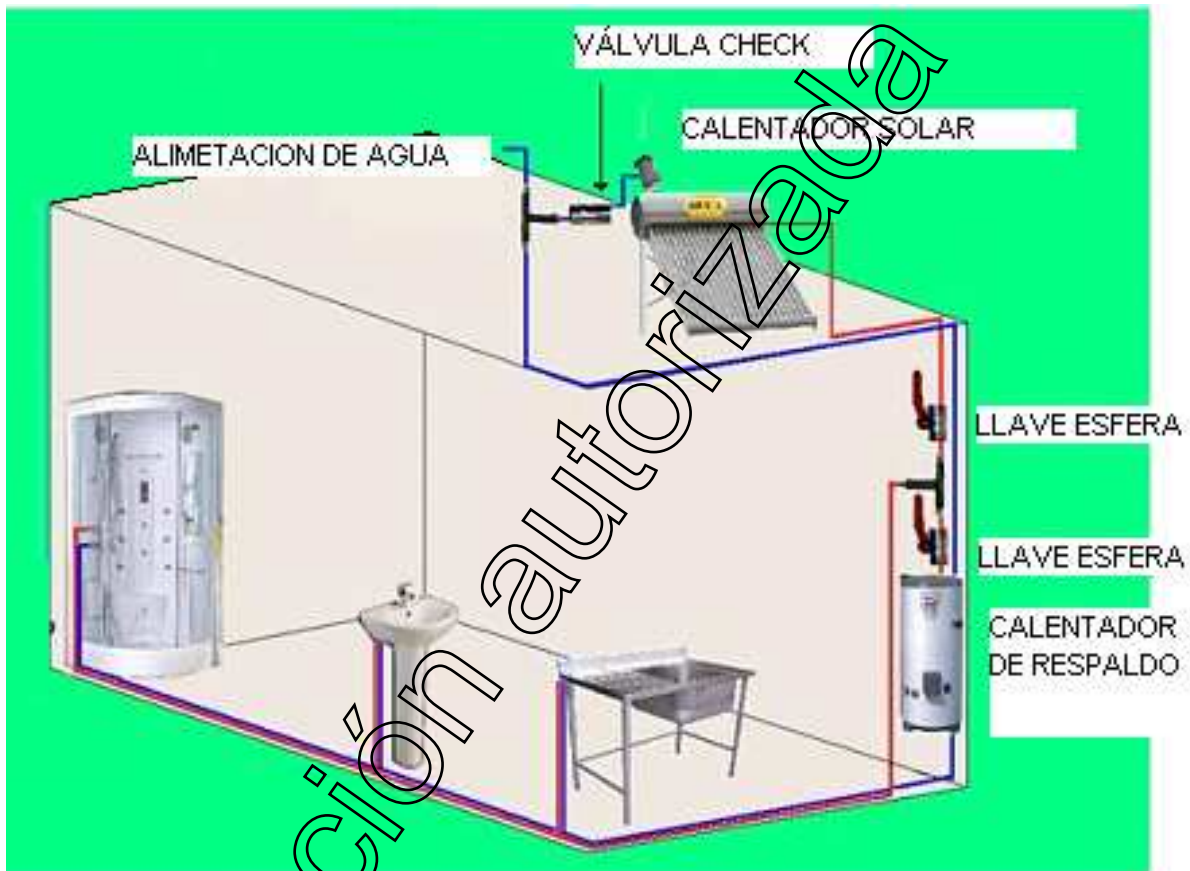 VÁLVULA CHECK
CALENTADOR SOLAR
ALIMETACION DE AGUA
LLAVE ESFERA
LLAVE ESFERA
CALENTADOR
DE RESPALDO
ción autorizada